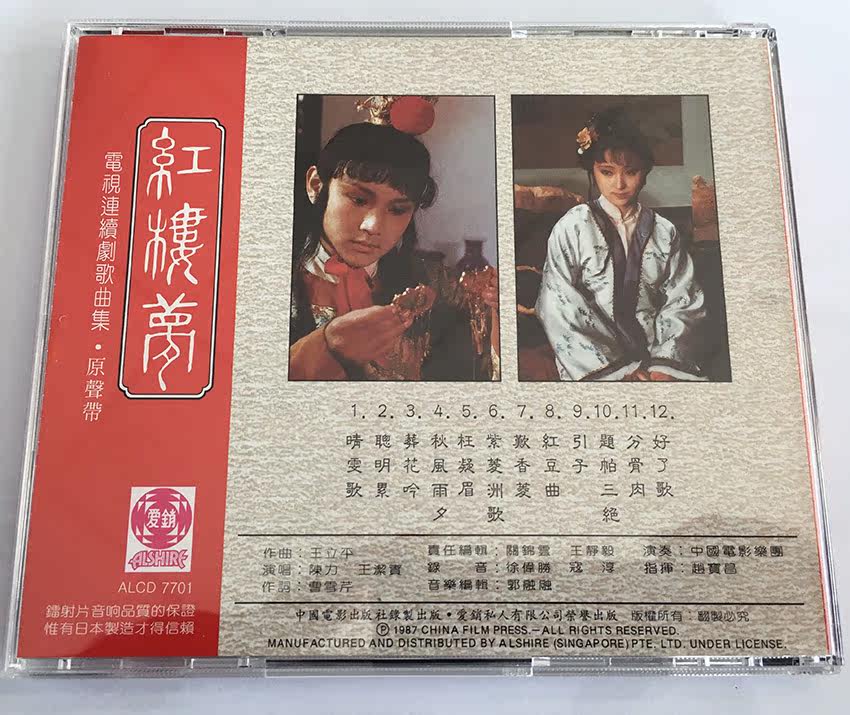 紅樓夢
電視連續劇歌曲集・原聲帶
愛銷
ALSHIRE
ALCD 7701
鐳射片音响品質的保證
惟有日本製造才得信賴
1. 晴雯歌
2. 聰明累
3. 葬花吟
4. 秋風雨夕
5. 枉凝眉
6. 紫菱洲歌
7. 歎香菱
8. 紅豆曲
9. 引子
10. 題帕三絕
11. 分骨肉
12. 好了歌
作曲：王立平
演唱：陳力 王潔實
作詞：曹雪芹
責任編輯：關錦雲 王靜毅
錄音：徐偉勝 寇淳
音樂編輯：郭融融
演奏：中國電影樂團
指揮：趙寶昌
中國電影出版社錄製出版・愛銷私人有限公司榮譽出版 版權所有：翻製必究
Ⓟ 1987 CHINA FILM PRESS.—ALL RIGHTS RESERVED.
MANUFACTURED AND DISTRIBUTED BY ALSHIRE (SINGAPORE) PTE. LTD. UNDER LICENSE.